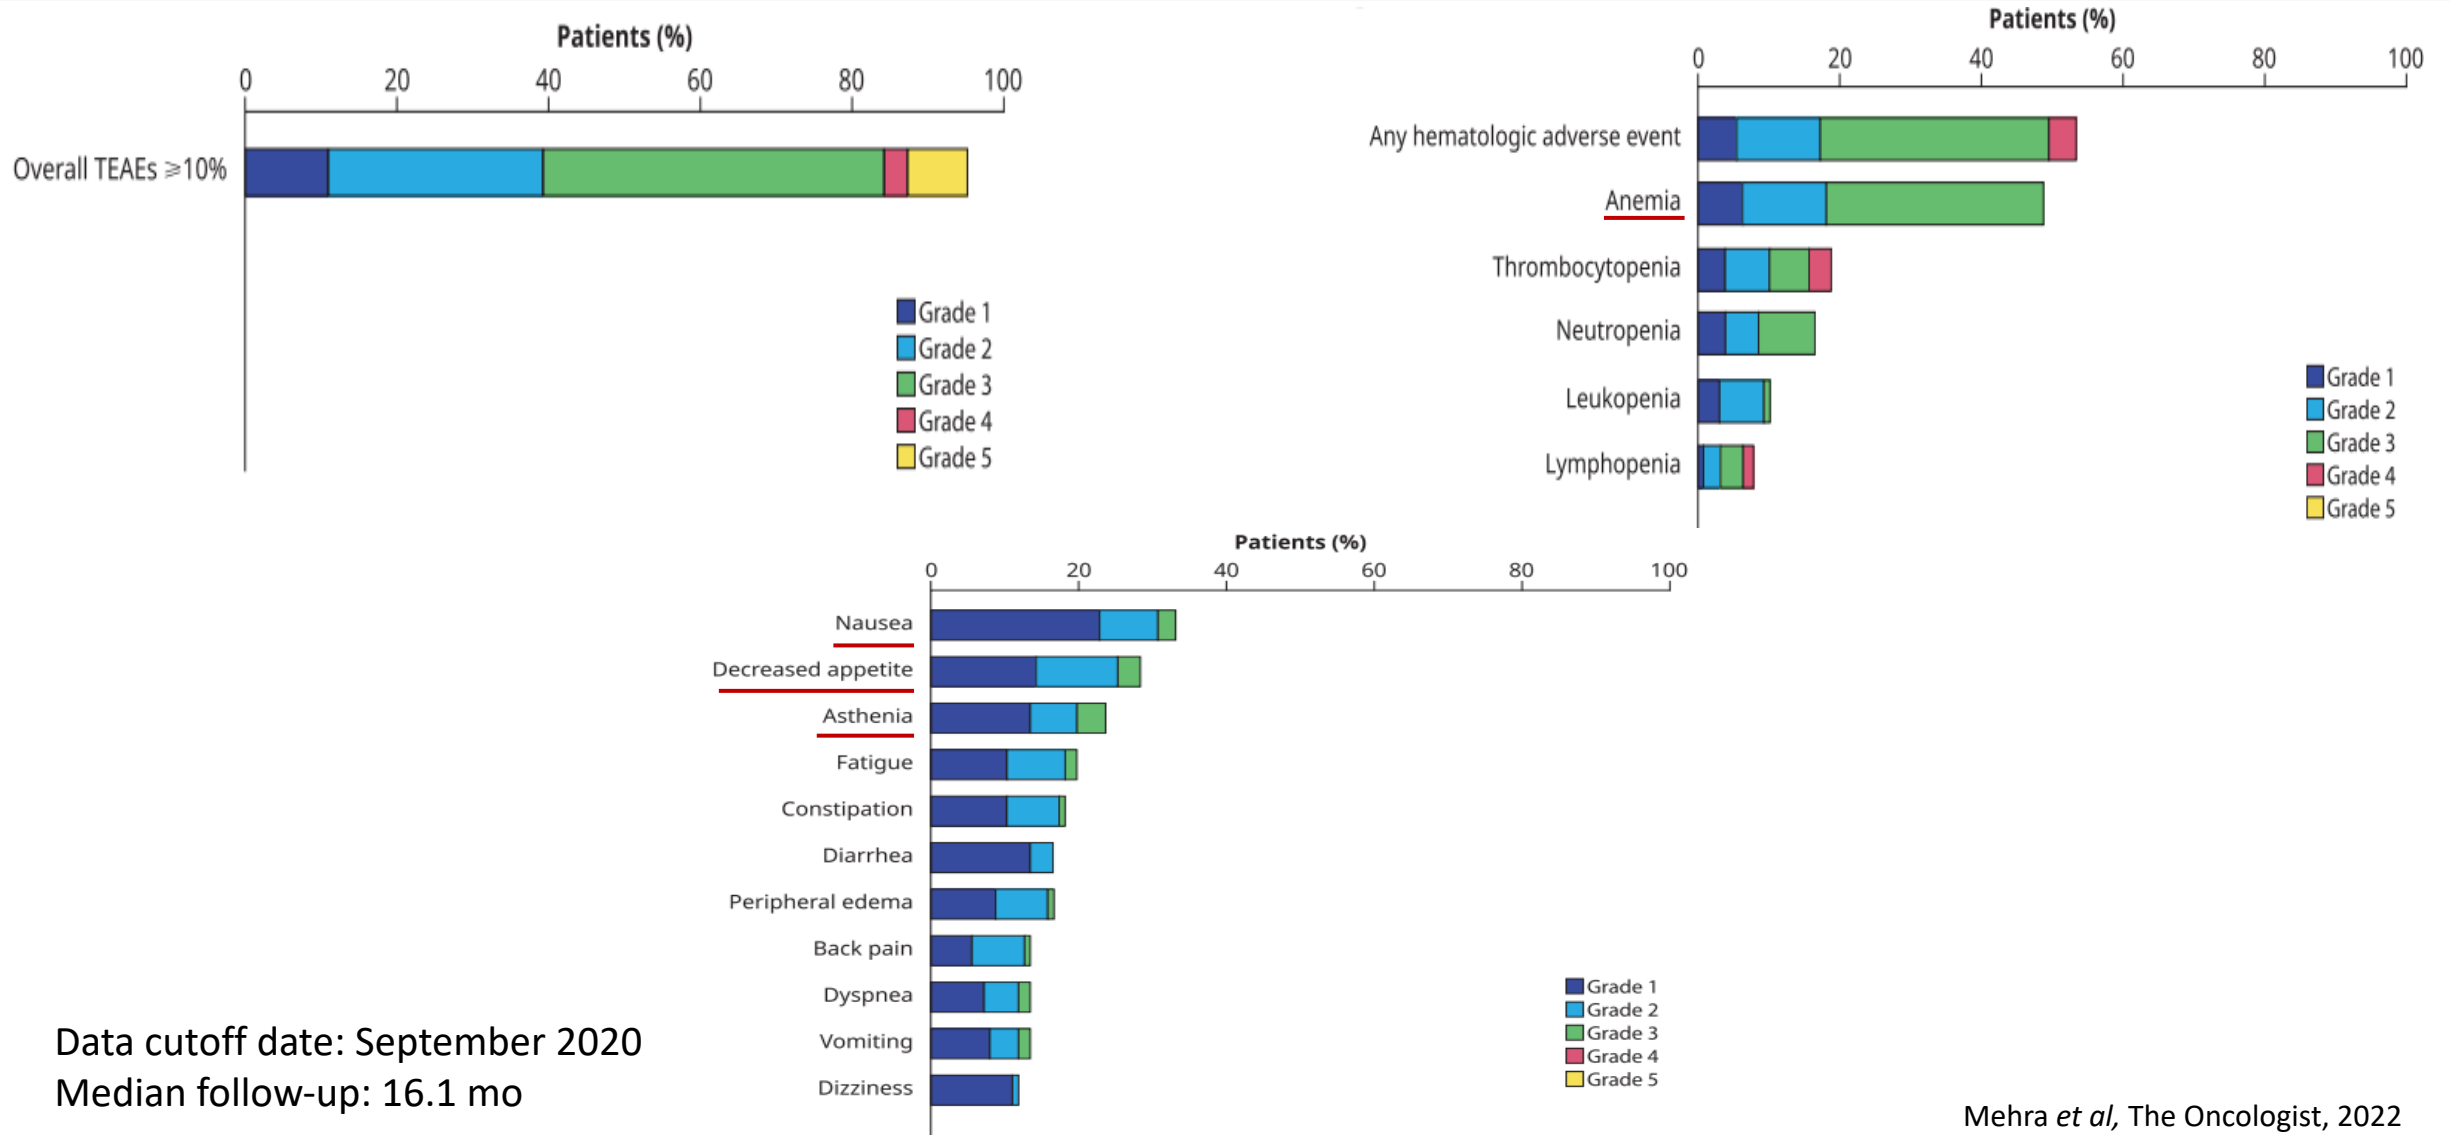 Patients (%)
0 20 40 60 80 100
Overall TEAEs ⩾10%
Grade 1
Grade 2
Grade 3
Grade 4
Grade 5
Patients (%)
0 20 40 60 80 100
Any hematologic adverse event
Anemia
Thrombocytopenia
Neutropenia
Leukopenia
Lymphopenia
Grade 1
Grade 2
Grade 3
Grade 4
Grade 5
Patients (%)
0 20 40 60 80 100
Nausea
Decreased appetite
Asthenia
Fatigue
Constipation
Diarrhea
Peripheral edema
Back pain
Dyspnea
Vomiting
Dizziness
Grade 1
Grade 2
Grade 3
Grade 4
Grade 5
Data cutoff date: September 2020
Median follow-up: 16.1 mo
Mehra et al, The Oncologist, 2022